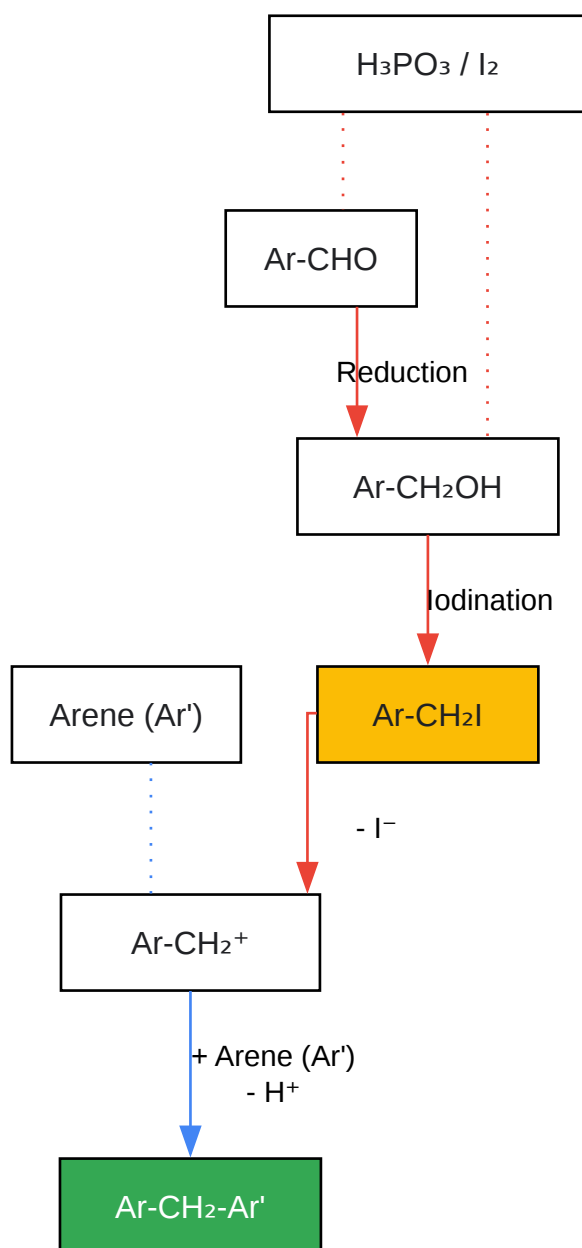 H₃PO₃ / I₂
Ar-CHO
Reduction
Ar-CH₂OH
Iodination
Arene (Ar')
Ar-CH₂I
- I⁻
Ar-CH₂⁺
+ Arene (Ar')
- H⁺
Ar-CH₂-Ar'